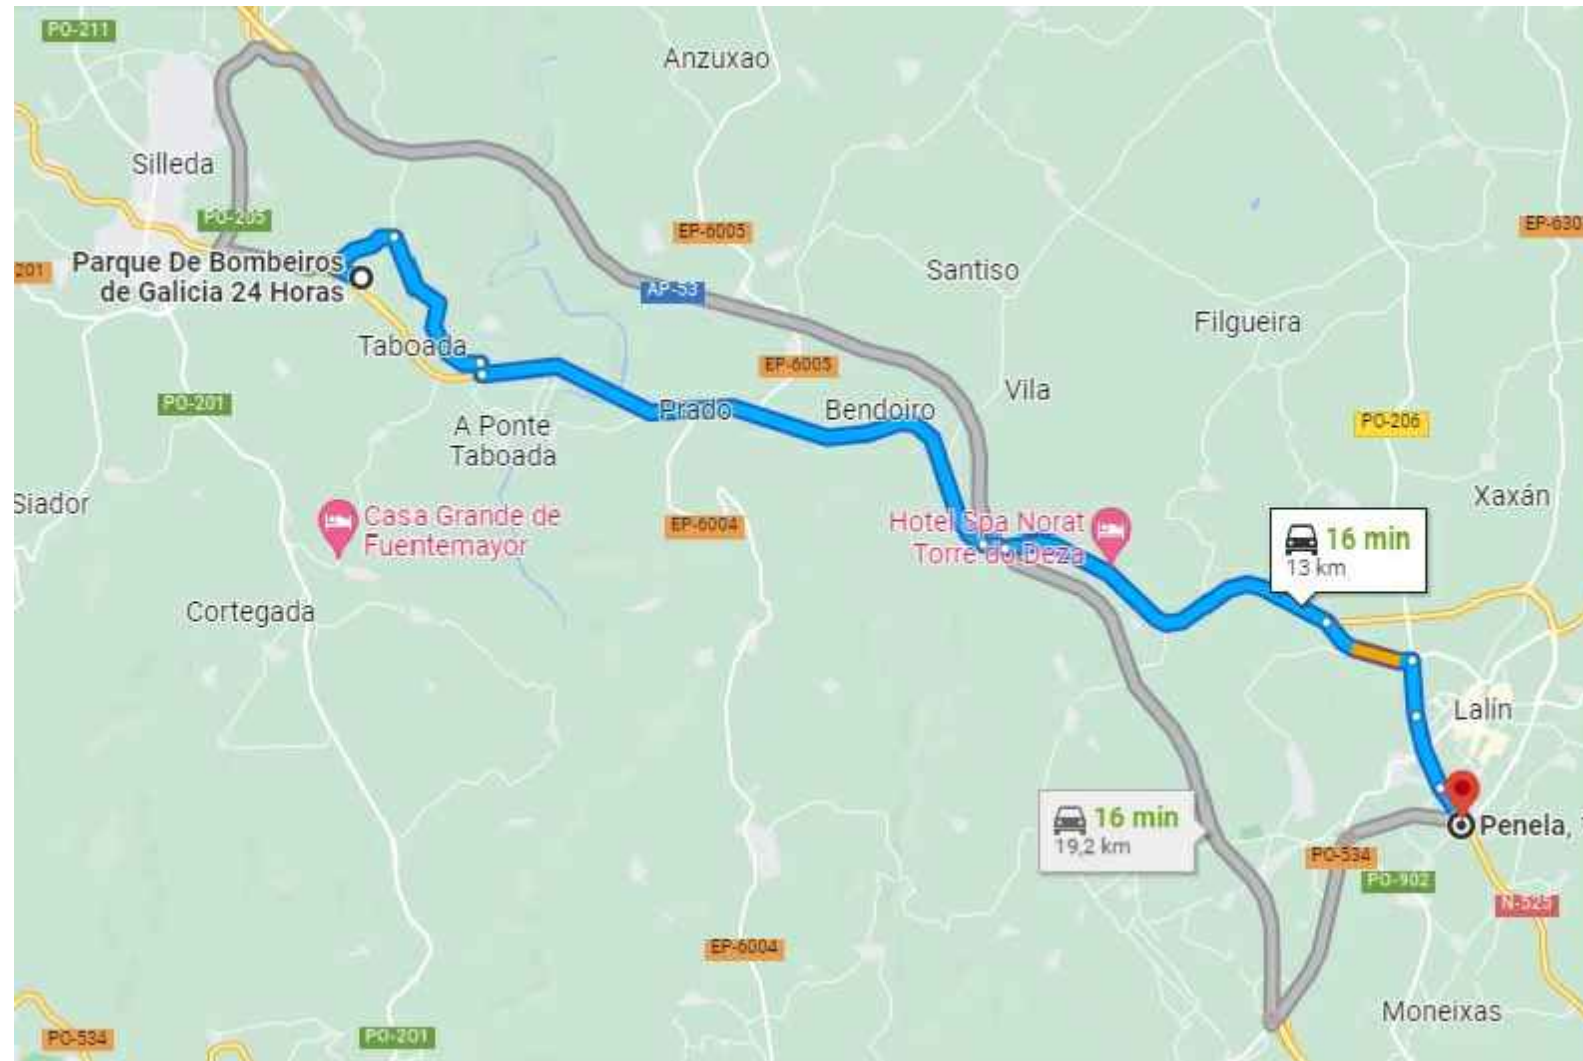 PO-211
Anzuxao
Silleda
PO-205
EP-6005
EP-630
201
Parque De Bombeiros
de Galicia 24 Horas
Santiso
AP-53
Filgueira
Taboada
EP-6005
Vila
PO-201
Prado
Bendoiro
A Ponte
Taboada
PO-206
Siador
Xaxán
Casa Grande de
Fuentemayor
EP-6004
Hotel Spa Norat
Torre do Deza
16 min
13 km
Cortegada
Lalín
16 min
19,2 km
Penela,
PO-534
PO-902
N-525
EP-6004
Moneixas
PO-534
PO-201